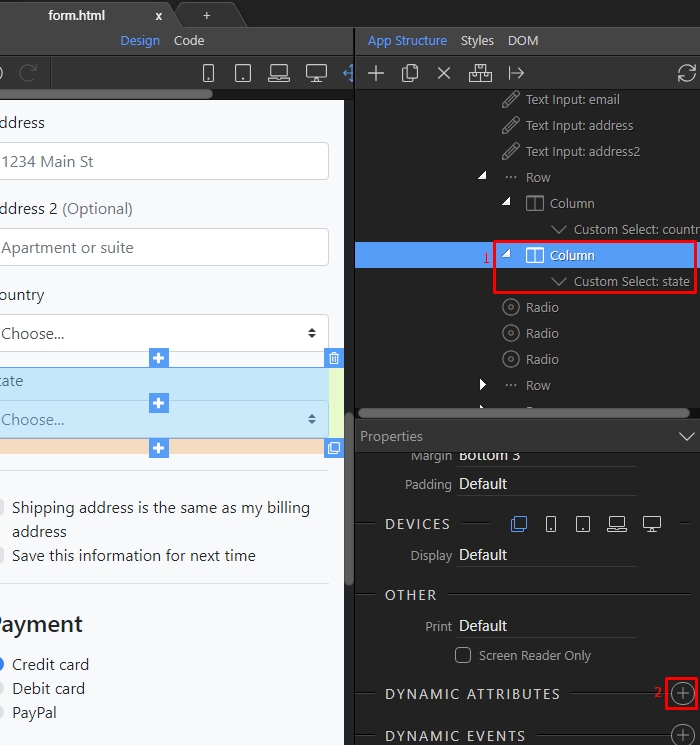 form.html x +
Design Code
App Structure Styles DOM
ddress
1234 Main St
ddress 2 (Optional)
Apartment or suite
ountry
Choose...
tate
Choose...
Shipping address is the same as my billing
address
Save this information for next time
ayment
Credit card
Debit card
PayPal
Text Input: email
Text Input: address
Text Input: address2
Row
Column
Custom Select: countr
1
Column
Custom Select: state
Radio
Radio
Radio
Row
Properties
Margin Bottom 3
Padding Default
DEVICES
Display Default
OTHER
Print Default
Screen Reader Only
DYNAMIC ATTRIBUTES 2
DYNAMIC EVENTS